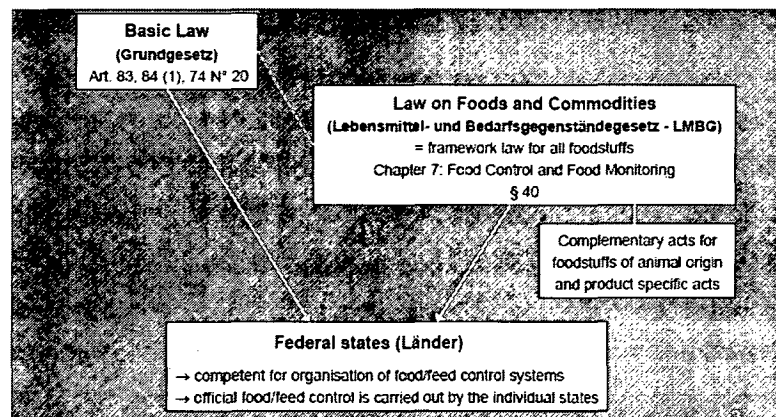 Basic Law
(Grundgesetz)
Art. 83, 84 (1), 74 N° 20
Law on Foods and Commodities
(Lebensmittel- und Bedarfsgegenständegesetz - LMBG)
= framework law for all foodstuffs
Chapter 7: Food Control and Food Monitoring
§ 40
Complementary acts for
foodstuffs of animal origin
and product specific acts
Federal states (Länder)
→ competent for organisation of food/feed control systems
→ official food/feed control is carried out by the individual states